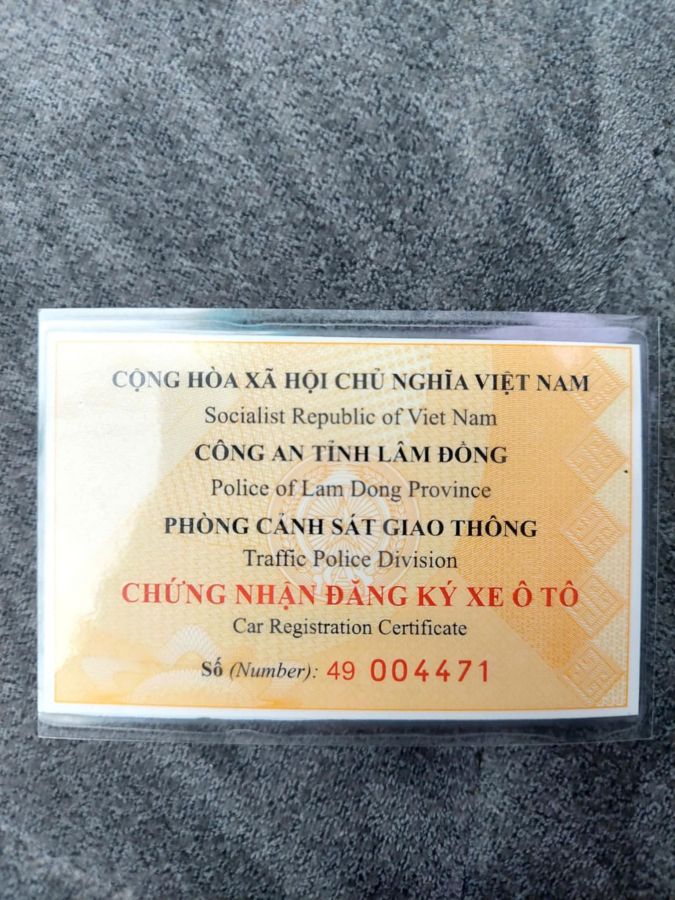 CỘNG HÒA XÃ HỘI CHỦ NGHĨA VIỆT NAM
Socialist Republic of Viet Nam
CÔNG AN TỈNH LÂM ĐỒNG
Police of Lam Dong Province
PHÒNG CẢNH SÁT GIAO THÔNG
Traffic Police Division
CHỨNG NHẬN ĐĂNG KÝ XE Ô TÔ
Car Registration Certificate
Số (Number): 49 004471